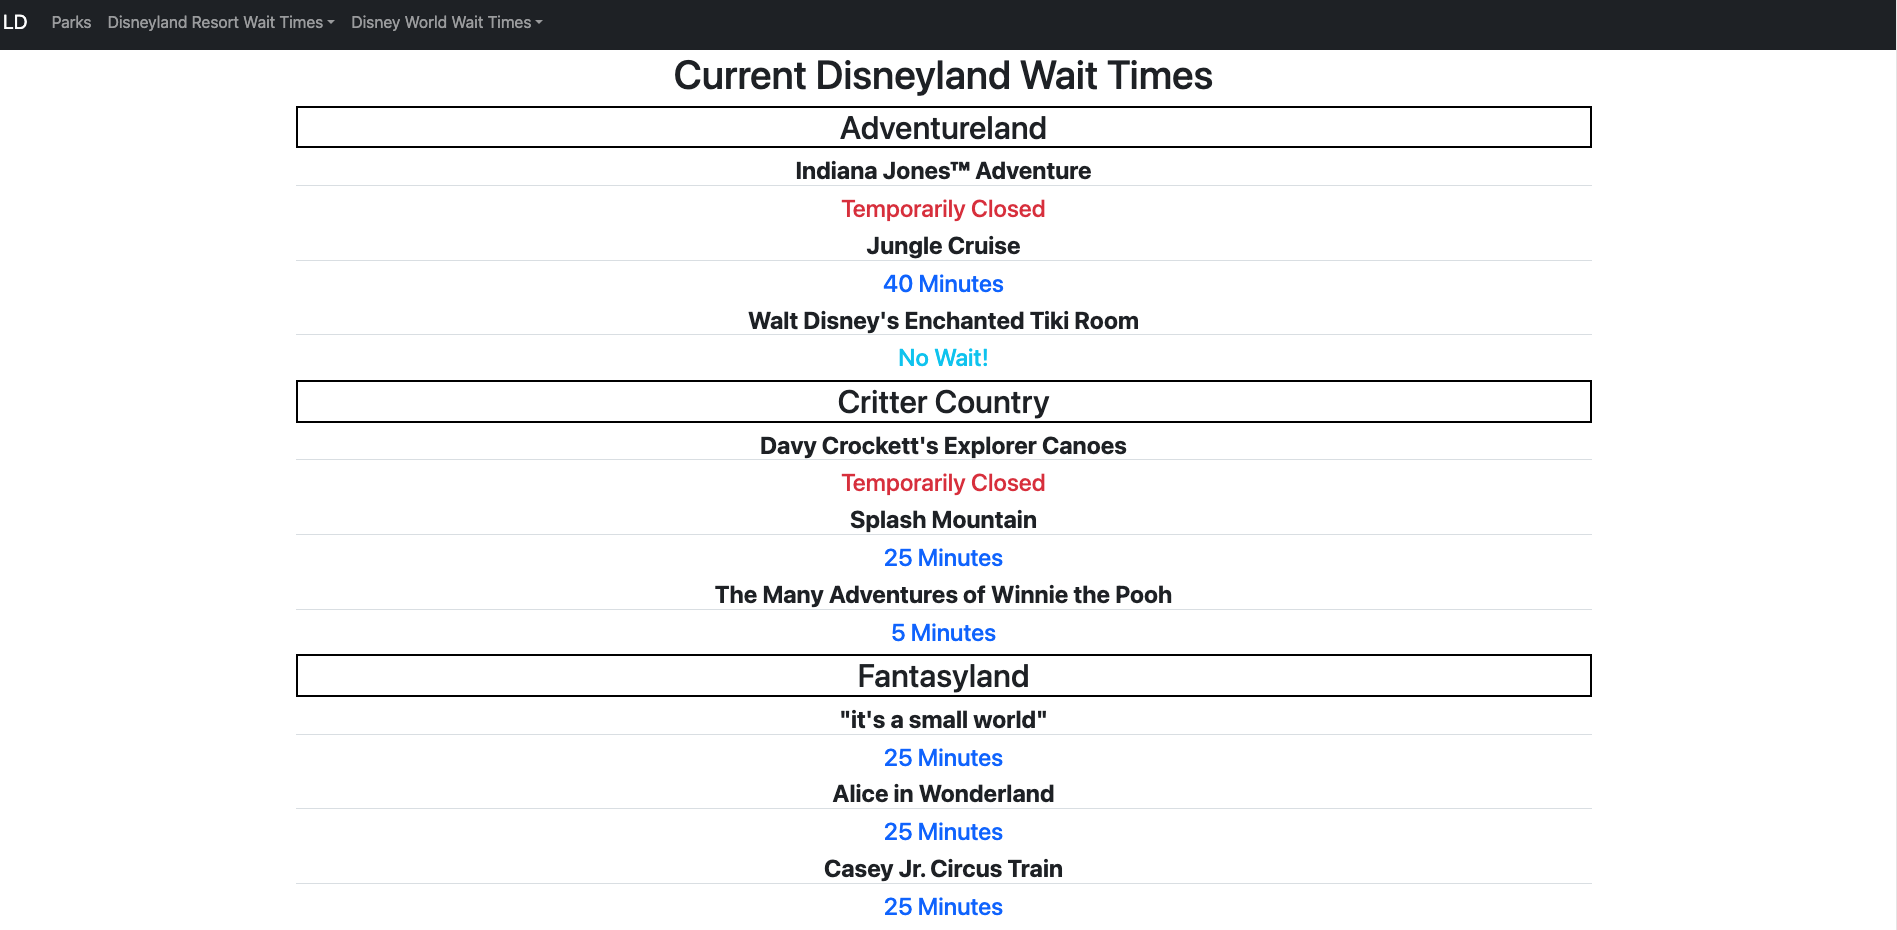 LD Parks Disneyland Resort Wait Times Disney World Wait Times
Current Disneyland Wait Times
Adventureland
Indiana Jones™ Adventure
Temporarily Closed
Jungle Cruise
40 Minutes
Walt Disney's Enchanted Tiki Room
No Wait!
Critter Country
Davy Crockett's Explorer Canoes
Temporarily Closed
Splash Mountain
25 Minutes
The Many Adventures of Winnie the Pooh
5 Minutes
Fantasyland
"it's a small world"
25 Minutes
Alice in Wonderland
25 Minutes
Casey Jr. Circus Train
25 Minutes